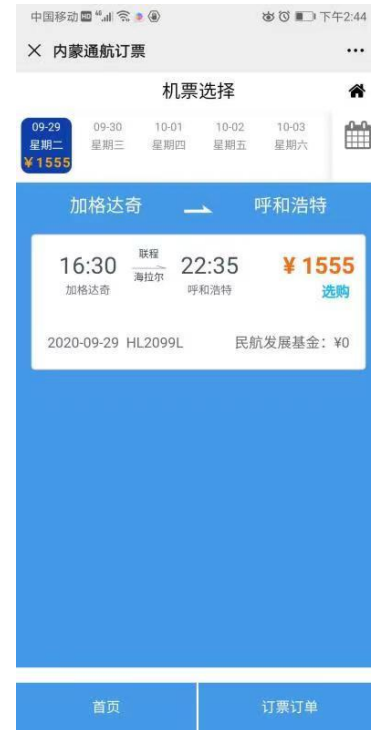 中国移动 HD 4G 下午2:44
× 内蒙通航订票 ...
机票选择
09-29 09-30 10-01 10-02 10-03
星期二 星期三 星期四 星期五 星期六
¥1555
加格达奇 呼和浩特
16:30 联程 22:35 ¥1555
加格达奇 海拉尔 呼和浩特 选购
2020-09-29 HL2099L 民航发展基金：¥0
首页 订票订单